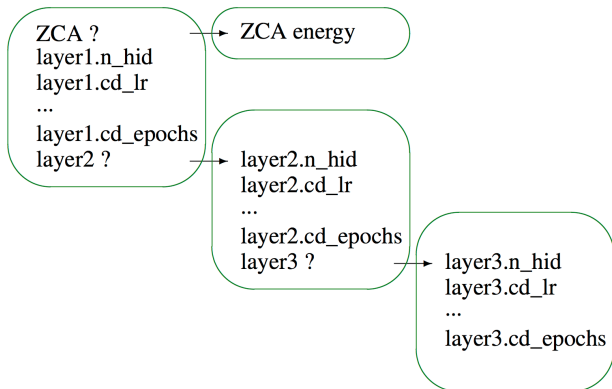 ZCA ?
layer1.n_hid
layer1.cd_lr
...
layer1.cd_epochs
layer2 ?
ZCA energy
layer2.n_hid
layer2.cd_lr
...
layer2.cd_epochs
layer3 ?
layer3.n_hid
layer3.cd_lr
...
layer3.cd_epochs